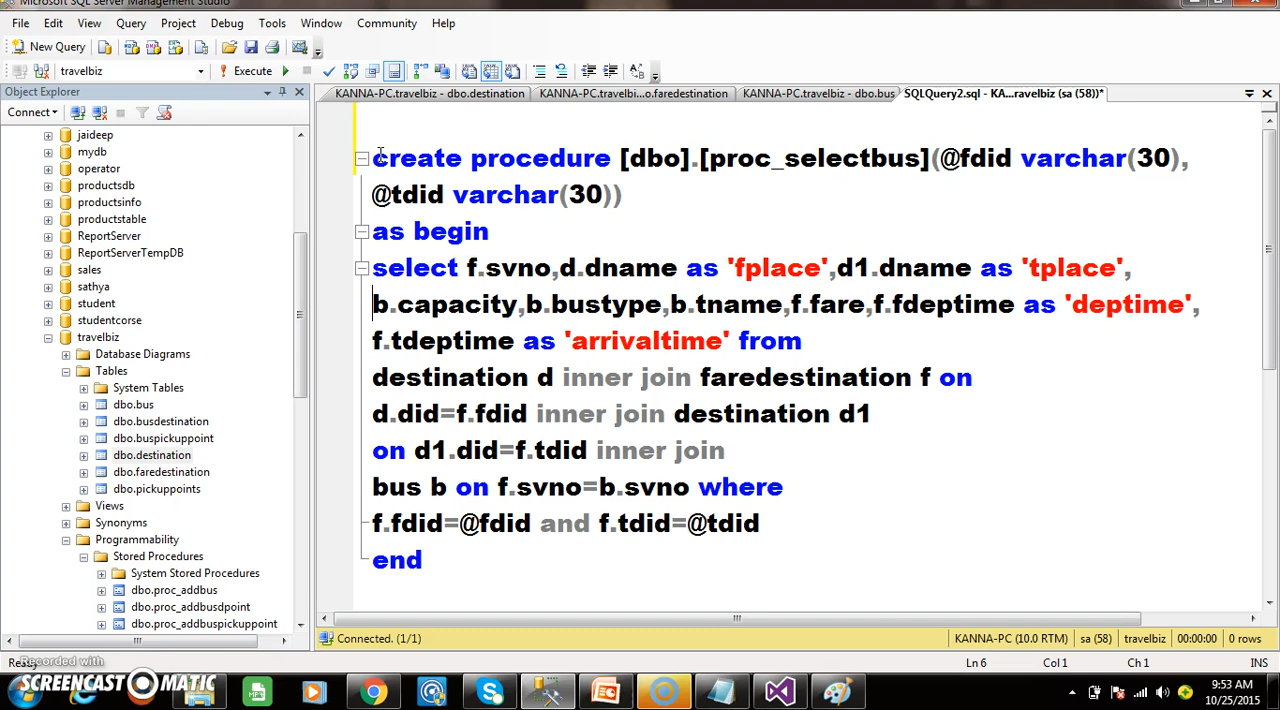 Microsoft SQL Server Management Studio
File Edit View Query Project Debug Tools Window Community Help
New Query
travelbiz Execute
Object Explorer
Connect
jaideep
mydb
operator
productsdb
productsinfo
productstable
ReportServer
ReportServerTempDB
sales
sathya
student
studentcorse
travelbiz
Database Diagrams
Tables
System Tables
dbo.bus
dbo.busdestination
dbo.buspickuppoint
dbo.destination
dbo.faredestination
dbo.pickuppoints
Views
Synonyms
Programmability
Stored Procedures
System Stored Procedures
dbo.proc_addbus
dbo.proc_addbusdpoint
dbo.proc_addbuspickuppoint
KANNA-PC.travelbiz - dbo.destination KANNA-PC.travelbi...o.faredestination KANNA-PC.travelbiz - dbo.bus SQLQuery2.sql - KA...ravelbiz (sa (58))*
create procedure [dbo].[proc_selectbus](@fdid varchar(30),
@tdid varchar(30))
as begin
select f.svno,d.dname as 'fplace',d1.dname as 'tplace',
b.capacity,b.bustype,b.tname,f.fare,f.fdeptime as 'deptime',
f.tdeptime as 'arrivaltime' from
destination d inner join faredestination f on
d.did=f.fdid inner join destination d1
on d1.did=f.tdid inner join
bus b on f.svno=b.svno where
f.fdid=@fdid and f.tdid=@tdid
end
Connected. (1/1) KANNA-PC (10.0 RTM) sa (58) travelbiz 00:00:00 0 rows
Ready Ln 6 Col 1 Ch 1 INS
Recorded with
SCREENCAST MATIC
MP3
9:53 AM
10/25/2015